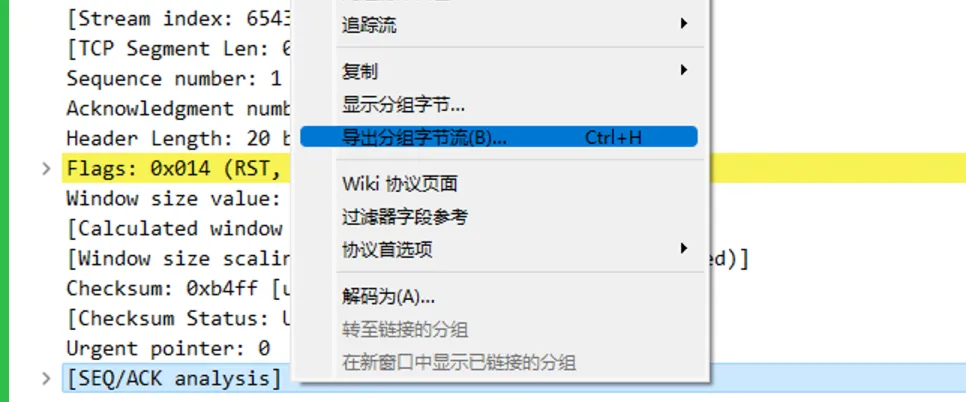 [Stream index: 6543
追踪流
[TCP Segment Len: 0
复制
Sequence number: 1
显示分组字节...
Acknowledgment numb
导出分组字节流(B)... Ctrl+H
Header Length: 20 b
Flags: 0x014 (RST,
Wiki 协议页面
Window size value:
过滤器字段参考
[Calculated window
协议首选项
[Window size scalin ed)]
Checksum: 0xb4ff [u
解码为(A)...
[Checksum Status: U
转至链接的分组
Urgent pointer: 0
在新窗口中显示已链接的分组
[SEQ/ACK analysis]